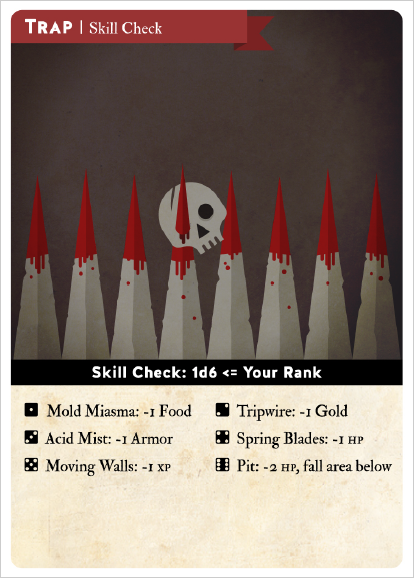 TRAP | Skill Check
Skill Check: 1d6 <= Your Rank
⚀ Mold Miasma: -1 Food
⚁ Tripwire: -1 Gold
⚂ Acid Mist: -1 Armor
⚃ Spring Blades: -1 HP
⚄ Moving Walls: -1 XP
⚅ Pit: -2 HP, fall area below